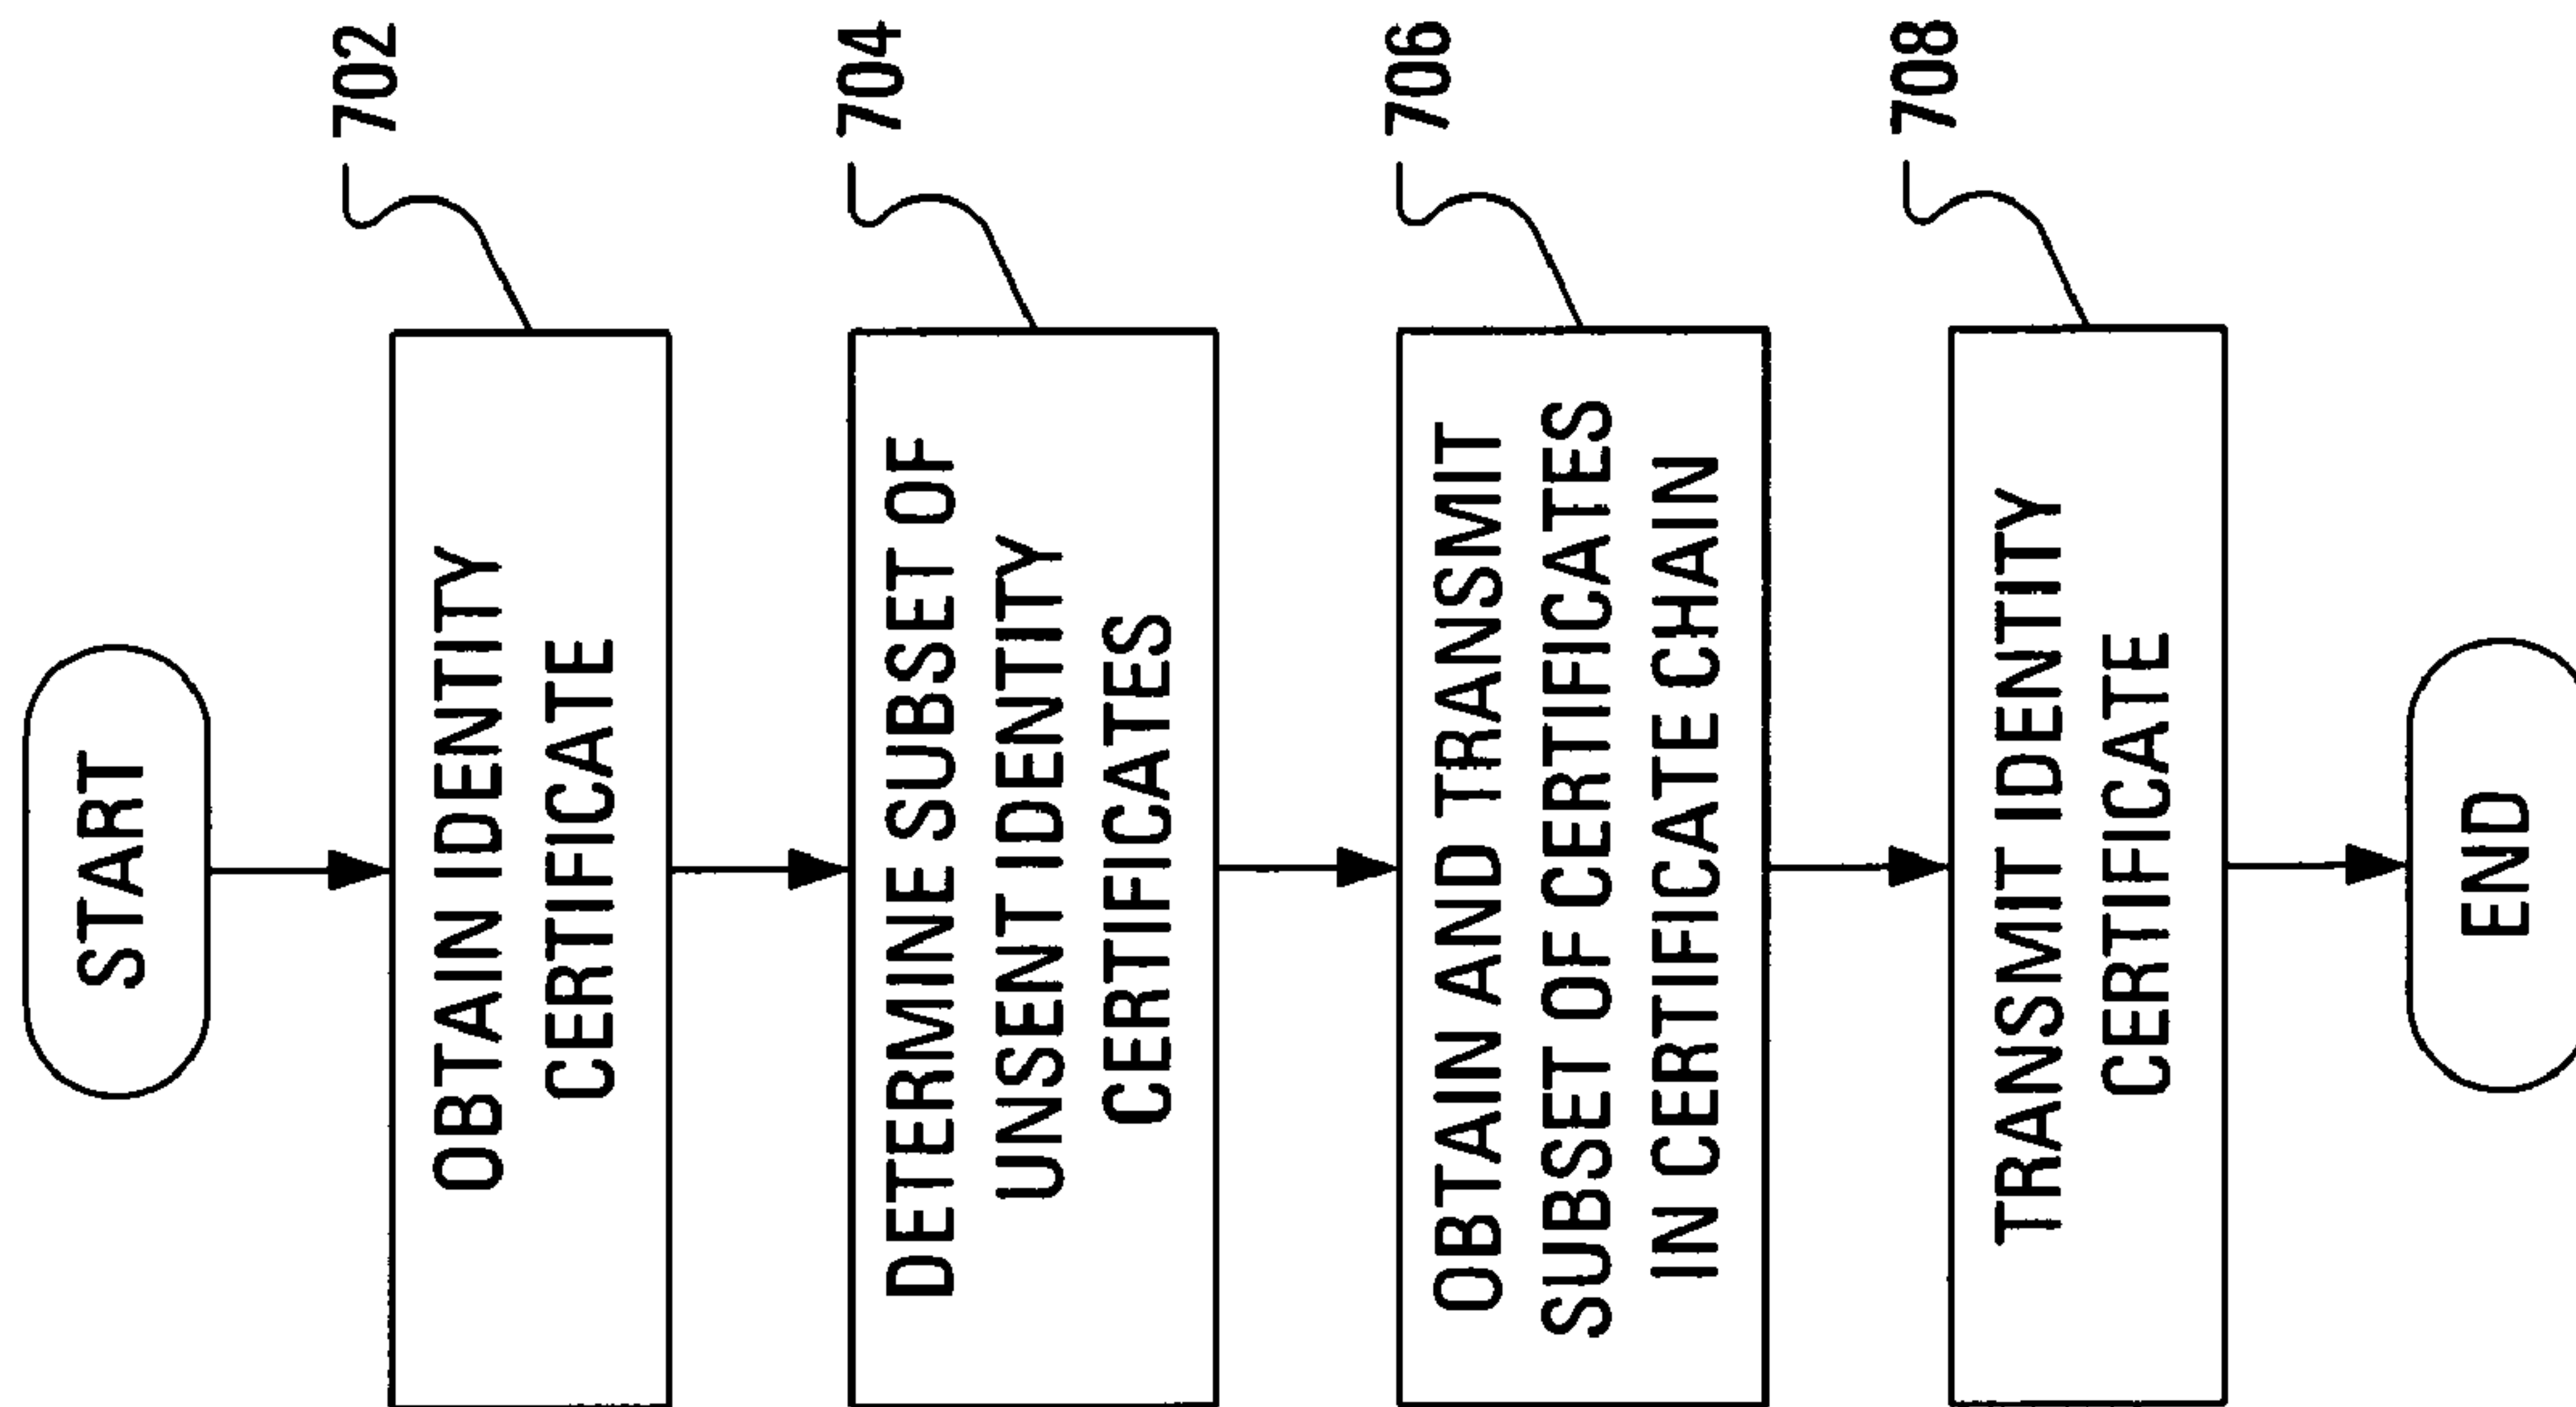 START
OBTAIN IDENTITY
CERTIFICATE
702
DETERMINE SUBSET OF
UNSENT IDENTITY
CERTIFICATES
704
OBTAIN AND TRANSMIT
SUBSET OF CERTIFICATES
IN CERTIFICATE CHAIN
706
TRANSMIT IDENTITY
CERTIFICATE
708
END